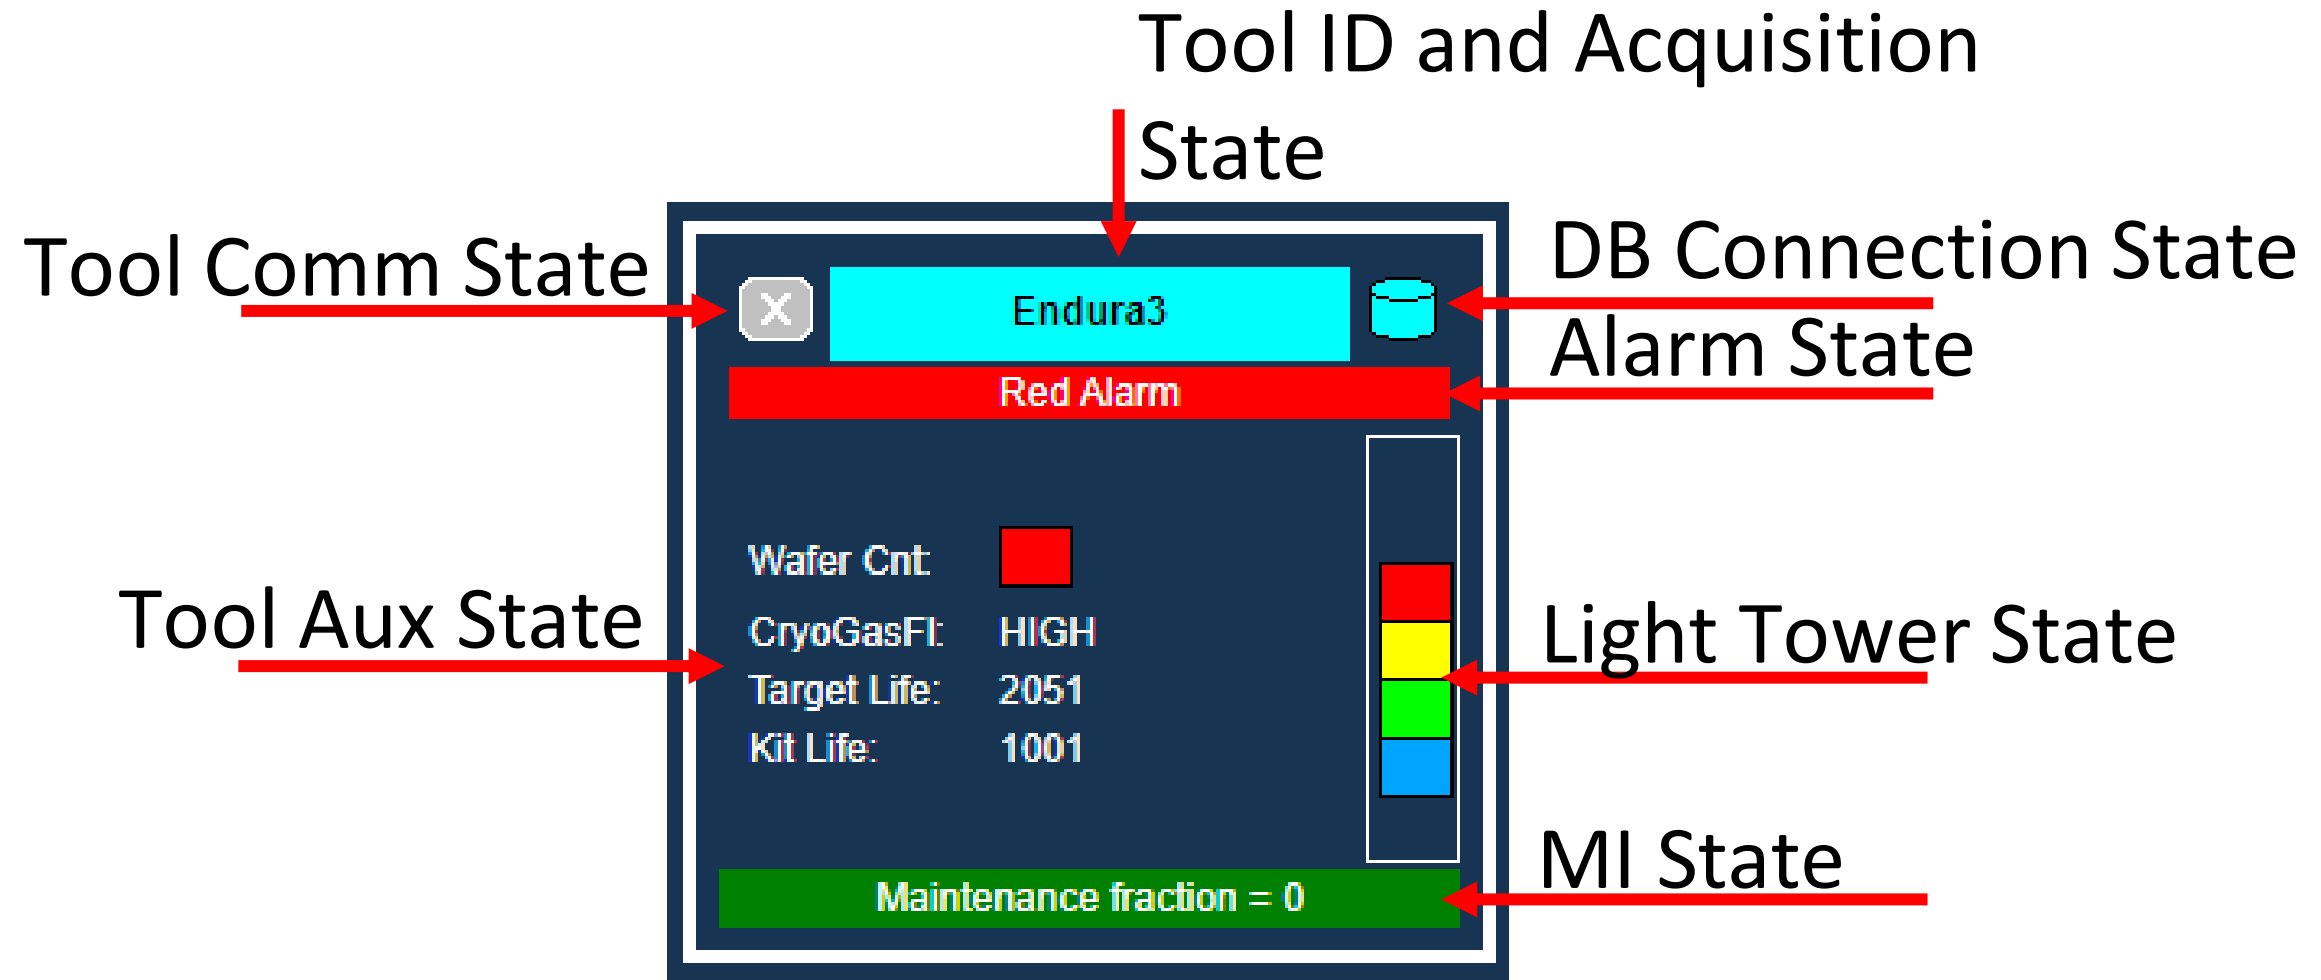 Tool ID and Acquisition
State
Tool Comm State
DB Connection State
X
Endura3
Alarm State
Red Alarm
Wafer Cnt:
Tool Aux State
CryoGasFl: HIGH
Light Tower State
Target Life: 2051
Kit Life: 1001
MI State
Maintenance fraction = 0